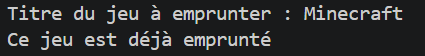 Titre du jeu à emprunter : Minecraft
Ce jeu est déjà emprunté